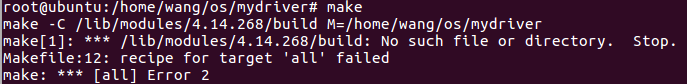 root@ubuntu:/home/wang/os/mydriver# make
make -C /lib/modules/4.14.268/build M=/home/wang/os/mydriver
make[1]: *** /lib/modules/4.14.268/build: No such file or directory.  Stop.
Makefile:12: recipe for target 'all' failed
make: *** [all] Error 2